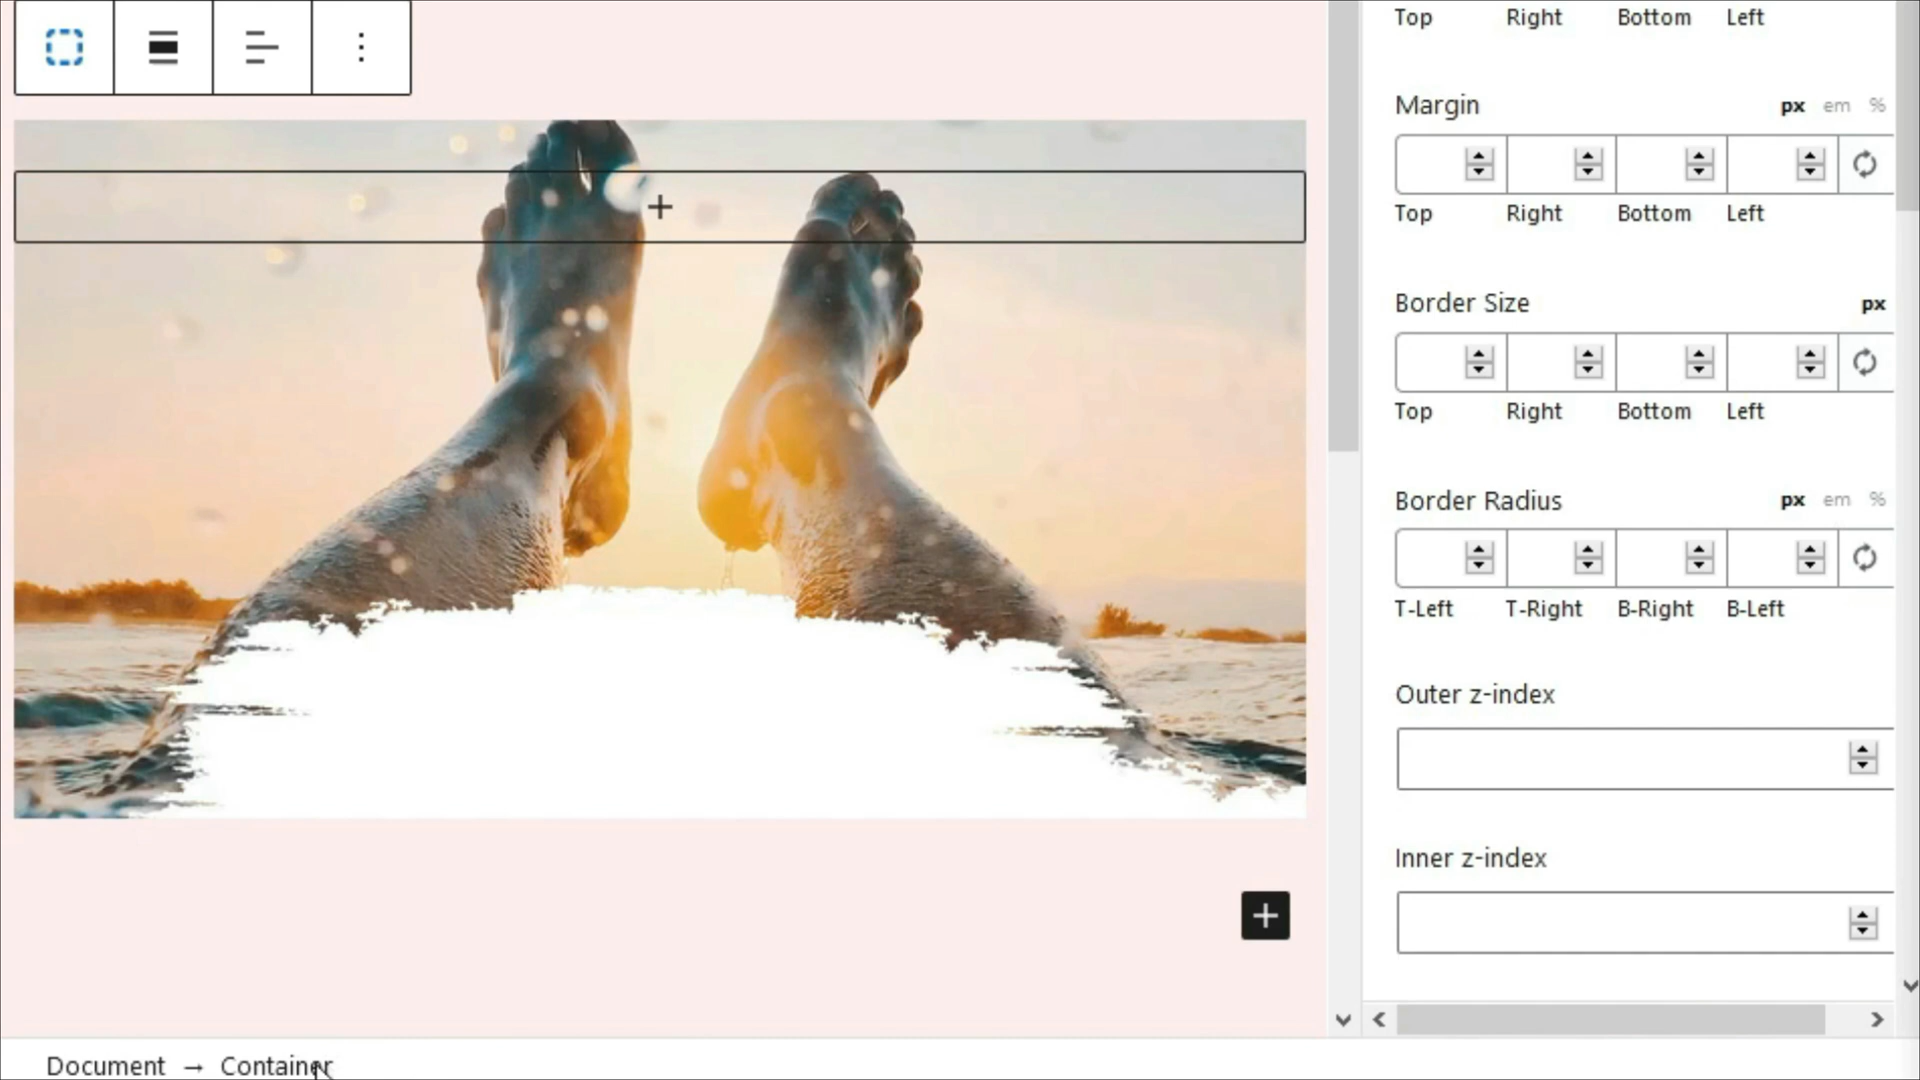 Top Right Bottom Left
Margin px em %
Top Right Bottom Left
Border Size px
Top Right Bottom Left
Border Radius px em %
T-Left T-Right B-Right B-Left
Outer z-index
Inner z-index
Document → Container